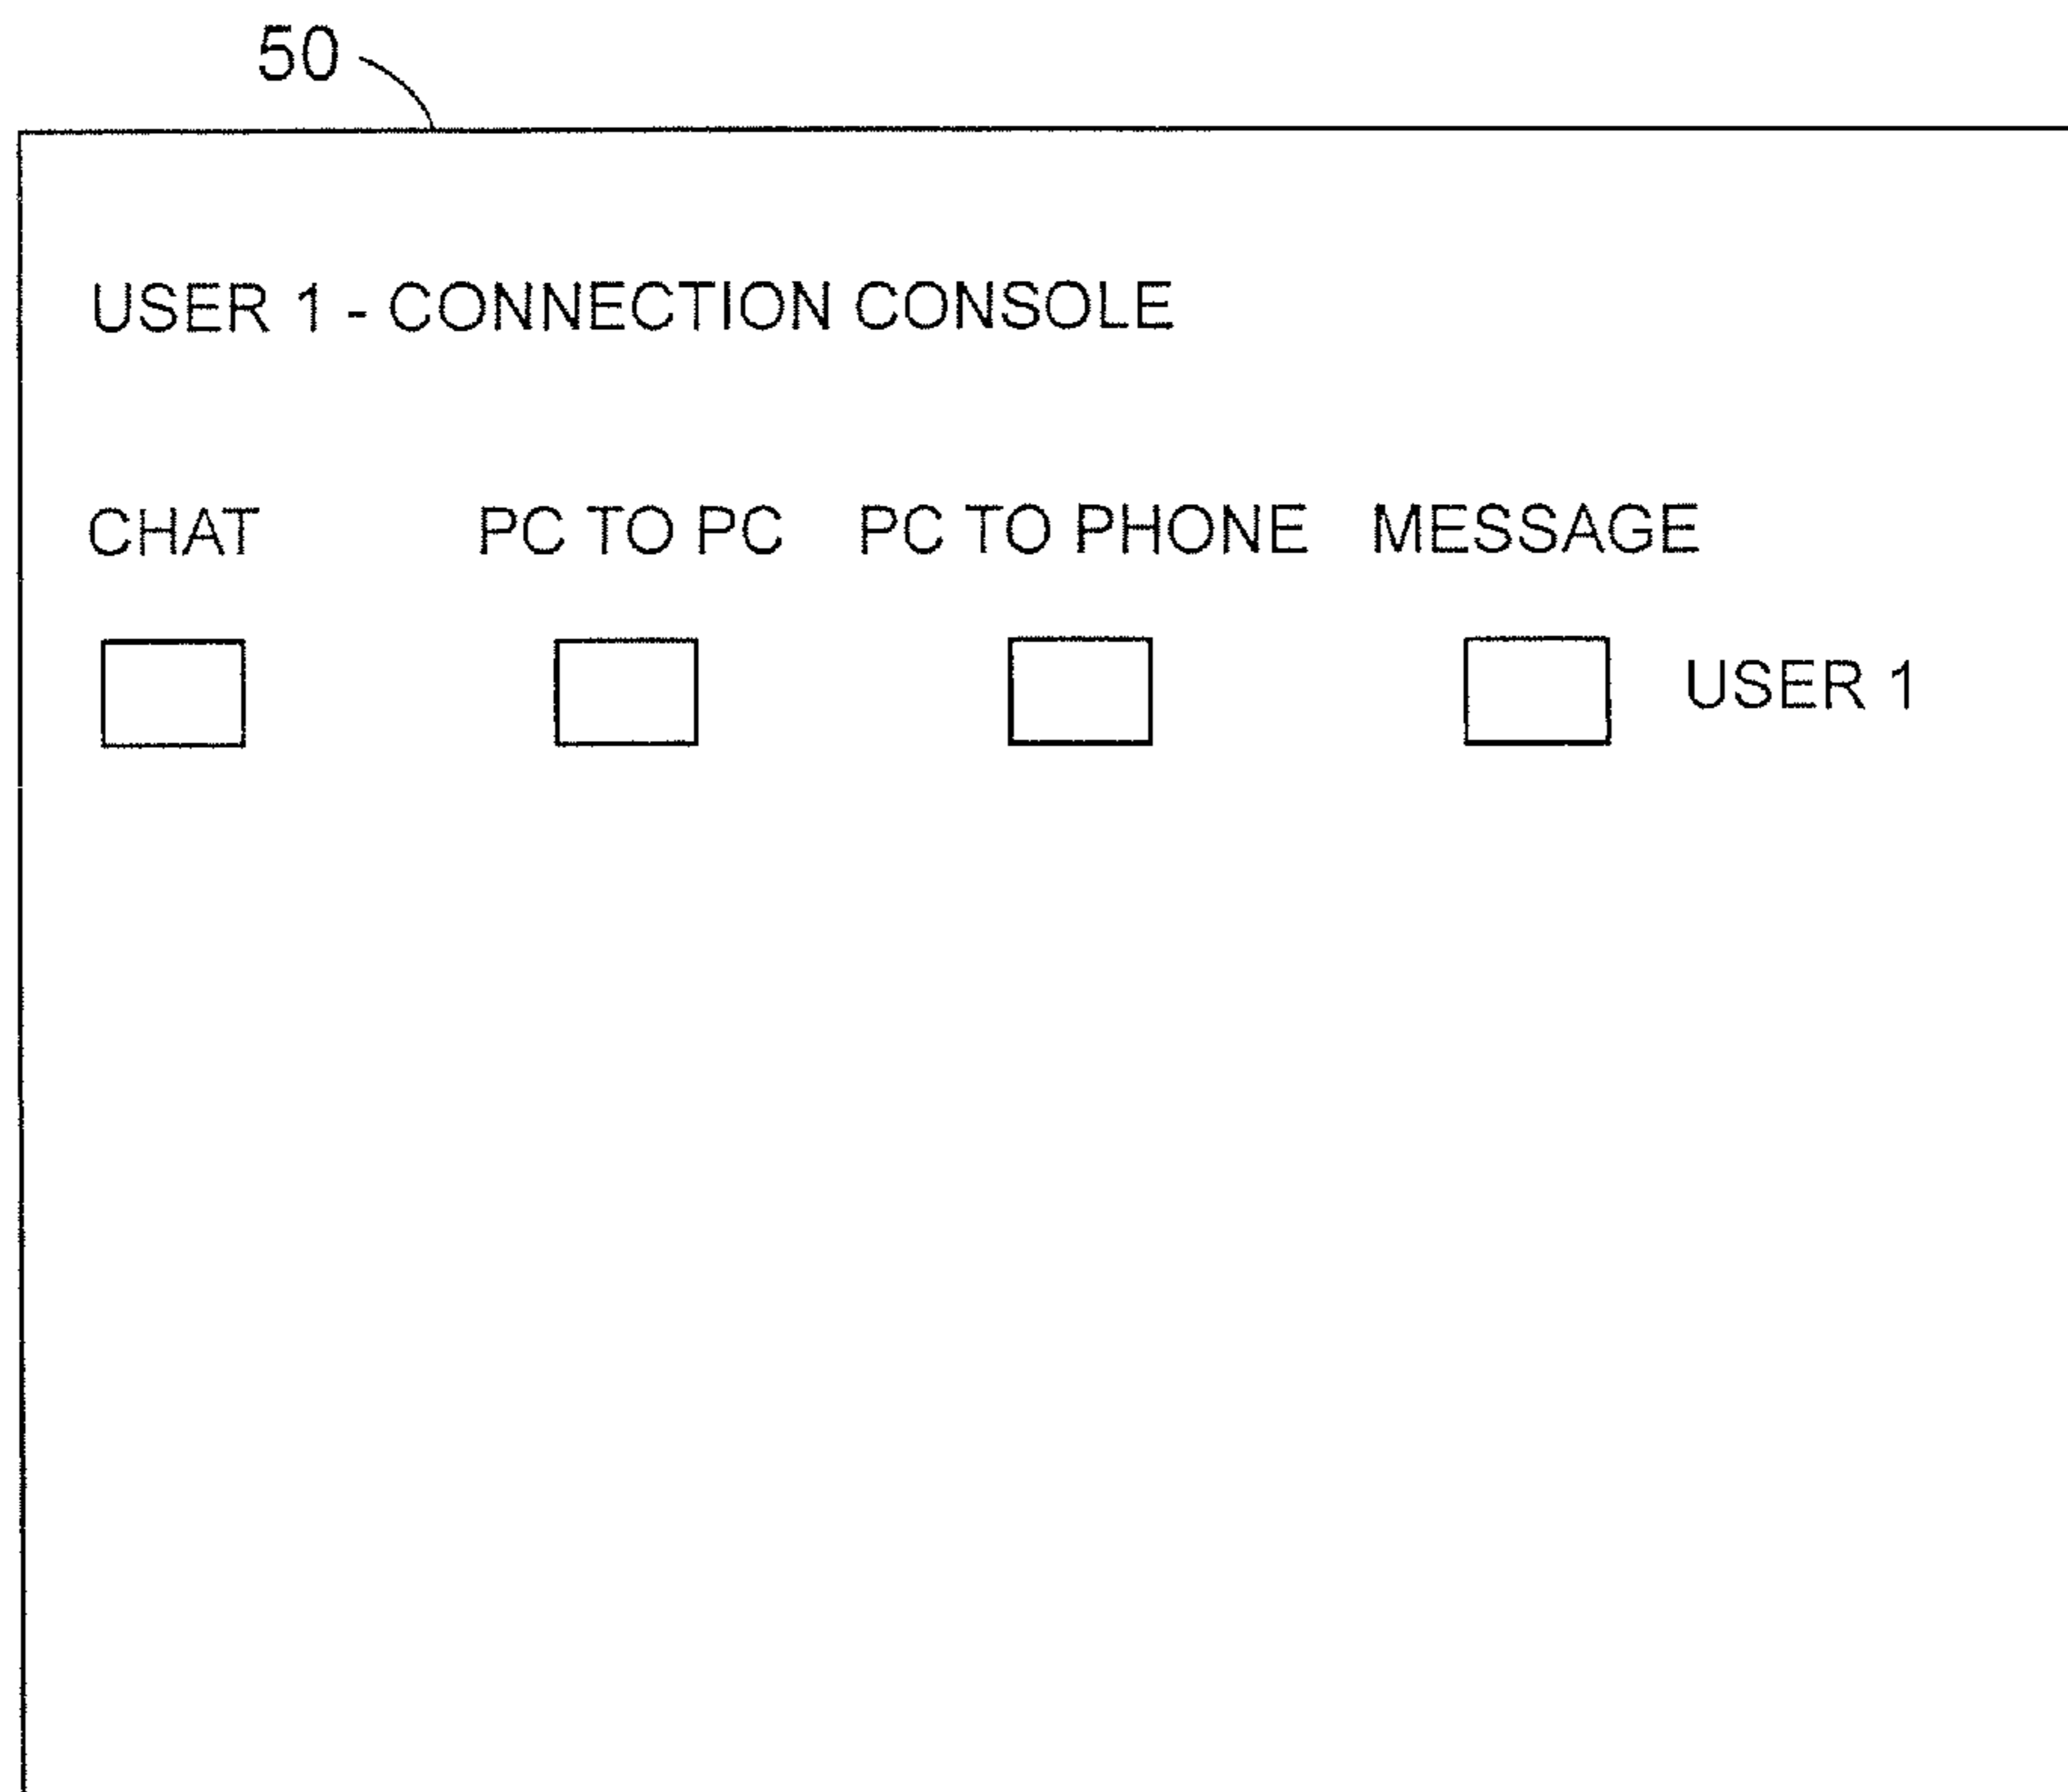 50
USER 1 - CONNECTION CONSOLE
CHAT PC TO PC PC TO PHONE MESSAGE
USER 1